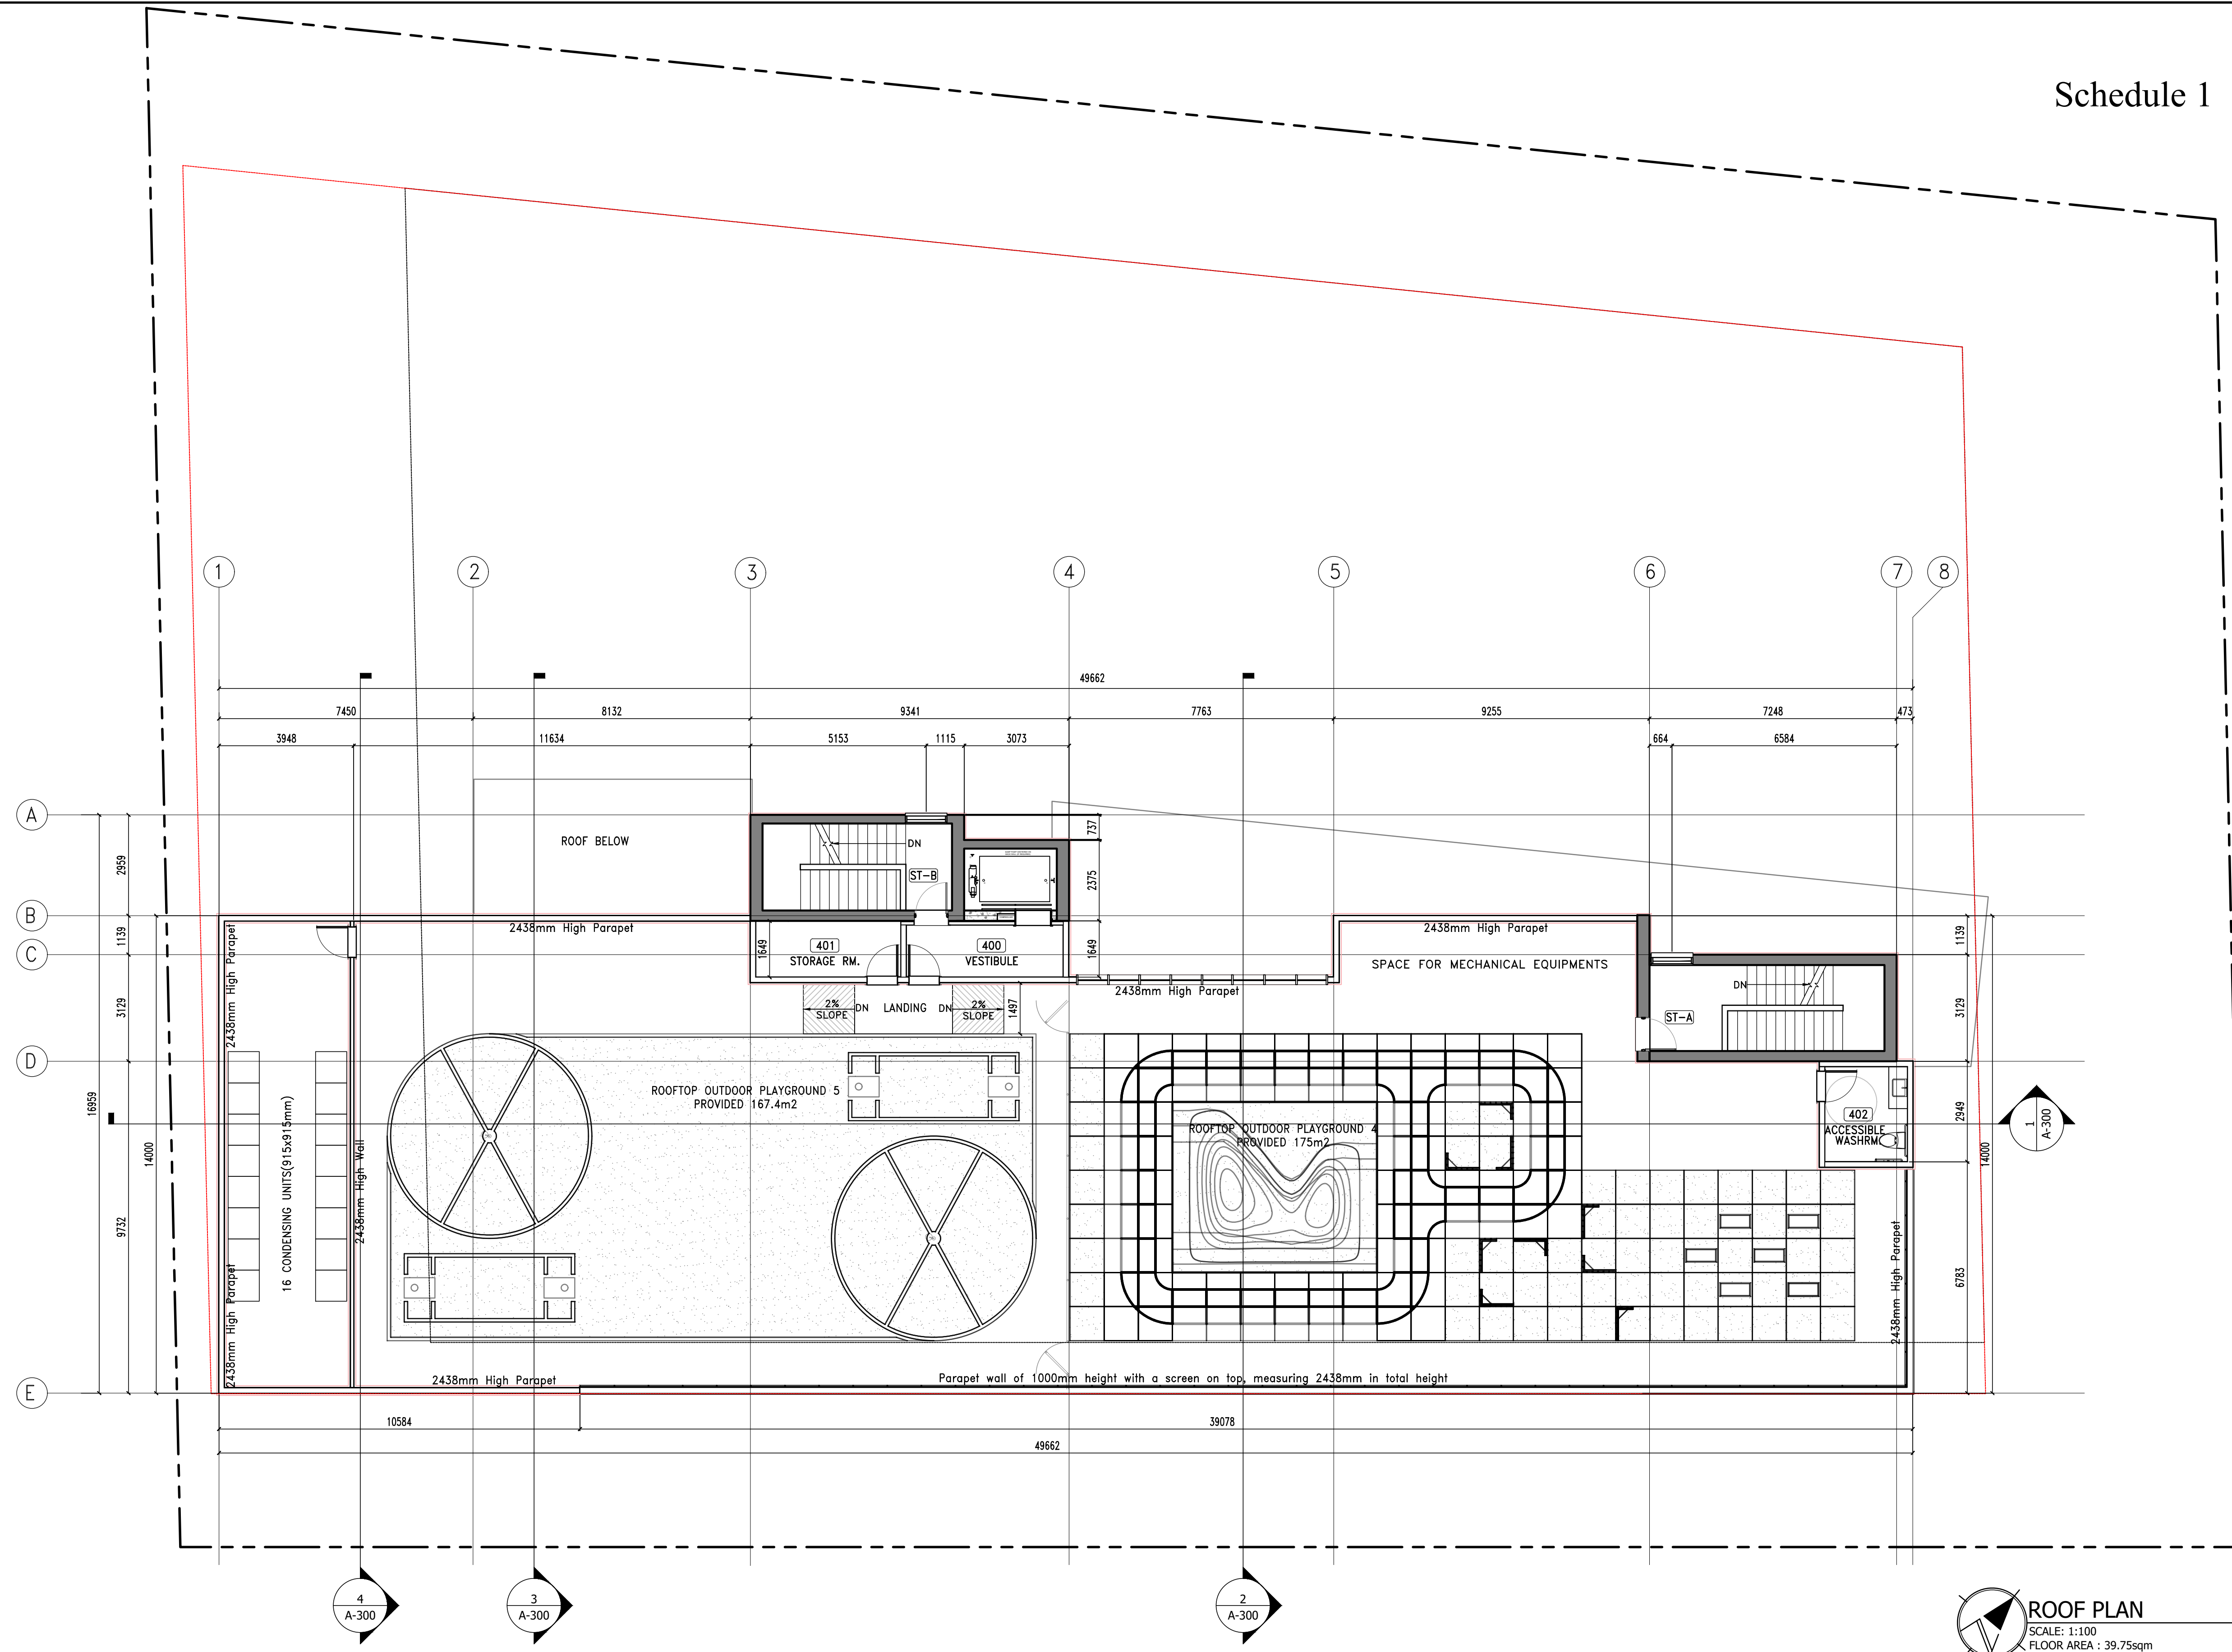 Schedule 1
1 2 3 4 5 6 7 8
49662
7450 8132 9341 7763 9255 7248 473
3948 11634 5153 1115 3073 664 6584
A
B
C
D
E
2959
1139
3129
9732
16959
14000
ROOF BELOW
DN
ST-B
737
2375
1649
2438mm High Parapet
1649
401
STORAGE RM.
400
VESTIBULE
2438mm High Parapet
SPACE FOR MECHANICAL EQUIPMENTS
2438mm High Parapet
2%
SLOPE
DN
LANDING
DN
2%
SLOPE
1497
DN
ST-A
1139
3129
2949
6783
14000
2438mm High Parapet
2438mm High Parapet
16 CONDENSING UNITS(915x915mm)
2438mm High Wall
ROOFTOP OUTDOOR PLAYGROUND 5
PROVIDED 167.4m2
ROOFTOP OUTDOOR PLAYGROUND 4
PROVIDED 175m2
402
ACCESSIBLE
WASHRM.
2438mm High Parapet
1
A-300
2438mm High Parapet
Parapet wall of 1000mm height with a screen on top, measuring 2438mm in total height
10584 39078
49662
4
A-300
3
A-300
2
A-300
ROOF PLAN
SCALE: 1:100
FLOOR AREA : 39.75sqm